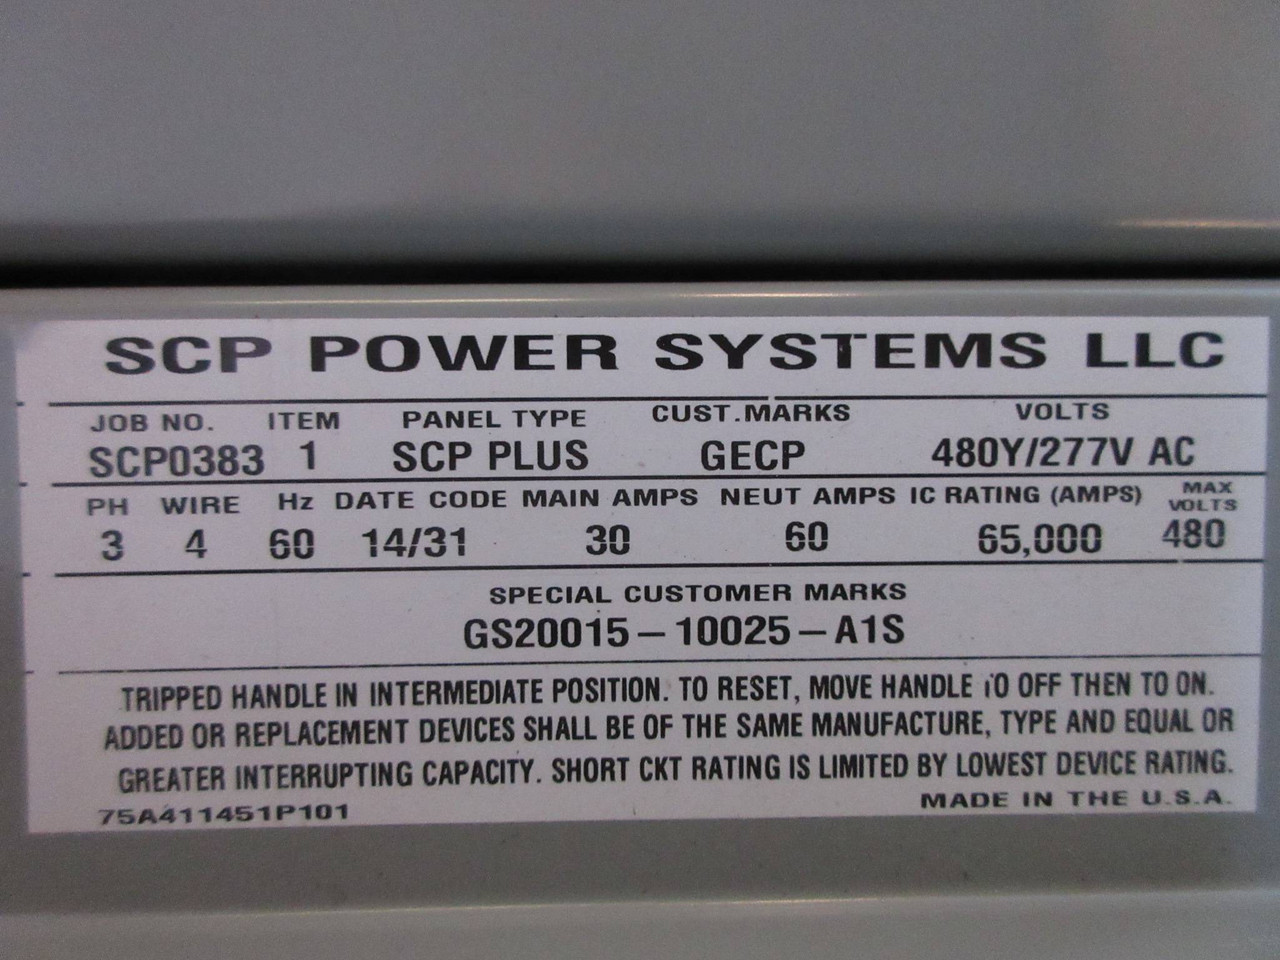 SCP POWER SYSTEMS LLC
JOB NO. ITEM PANEL TYPE CUST.MARKS VOLTS
SCP0383 1 SCP PLUS GECP 480Y/277V AC
PH WIRE Hz DATE CODE MAIN AMPS NEUT AMPS IC RATING (AMPS) MAX VOLTS
3 4 60 14/31 30 60 65,000 480
SPECIAL CUSTOMER MARKS
GS20015-10025-A1S
TRIPPED HANDLE IN INTERMEDIATE POSITION. TO RESET, MOVE HANDLE TO OFF THEN TO ON.
ADDED OR REPLACEMENT DEVICES SHALL BE OF THE SAME MANUFACTURE, TYPE AND EQUAL OR
GREATER INTERRUPTING CAPACITY. SHORT CKT RATING IS LIMITED BY LOWEST DEVICE RATING.
75A411451P101 MADE IN THE U.S.A.